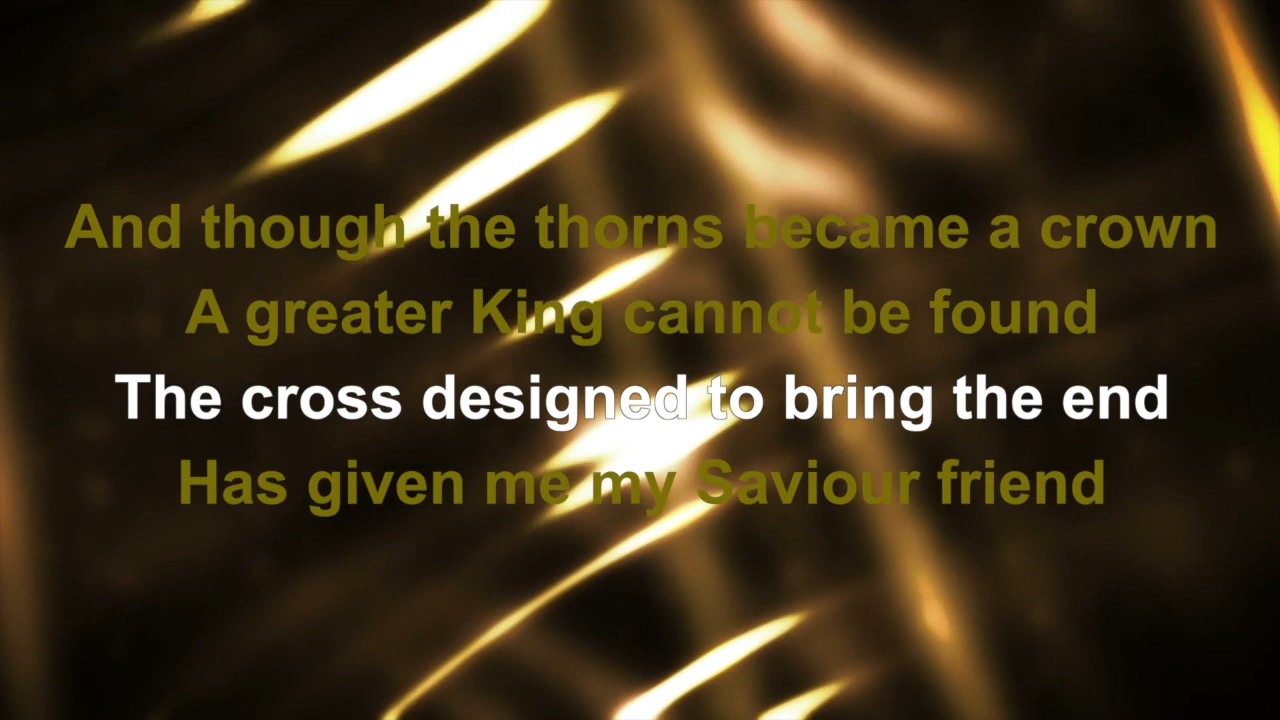 And though the thorns became a crown
A greater King cannot be found
The cross designed to bring the end
Has given me my Saviour friend